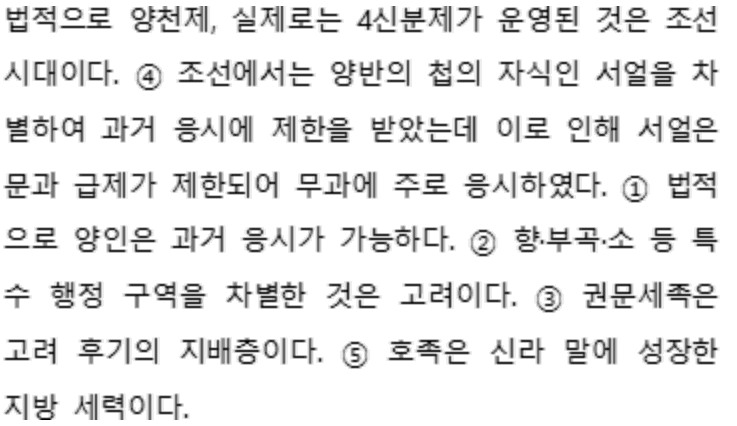 법적으로 양천제, 실제로는 4신분제가 운영된 것은 조선
시대이다. ④ 조선에서는 양반의 첩의 자식인 서얼을 차
별하여 과거 응시에 제한을 받았는데 이로 인해 서얼은
문과 급제가 제한되어 무과에 주로 응시하였다. ① 법적
으로 양인은 과거 응시가 가능하다. ② 향·부곡·소 등 특
수 행정 구역을 차별한 것은 고려이다. ③ 권문세족은
고려 후기의 지배층이다. ⑤ 호족은 신라 말에 성장한
지방 세력이다.